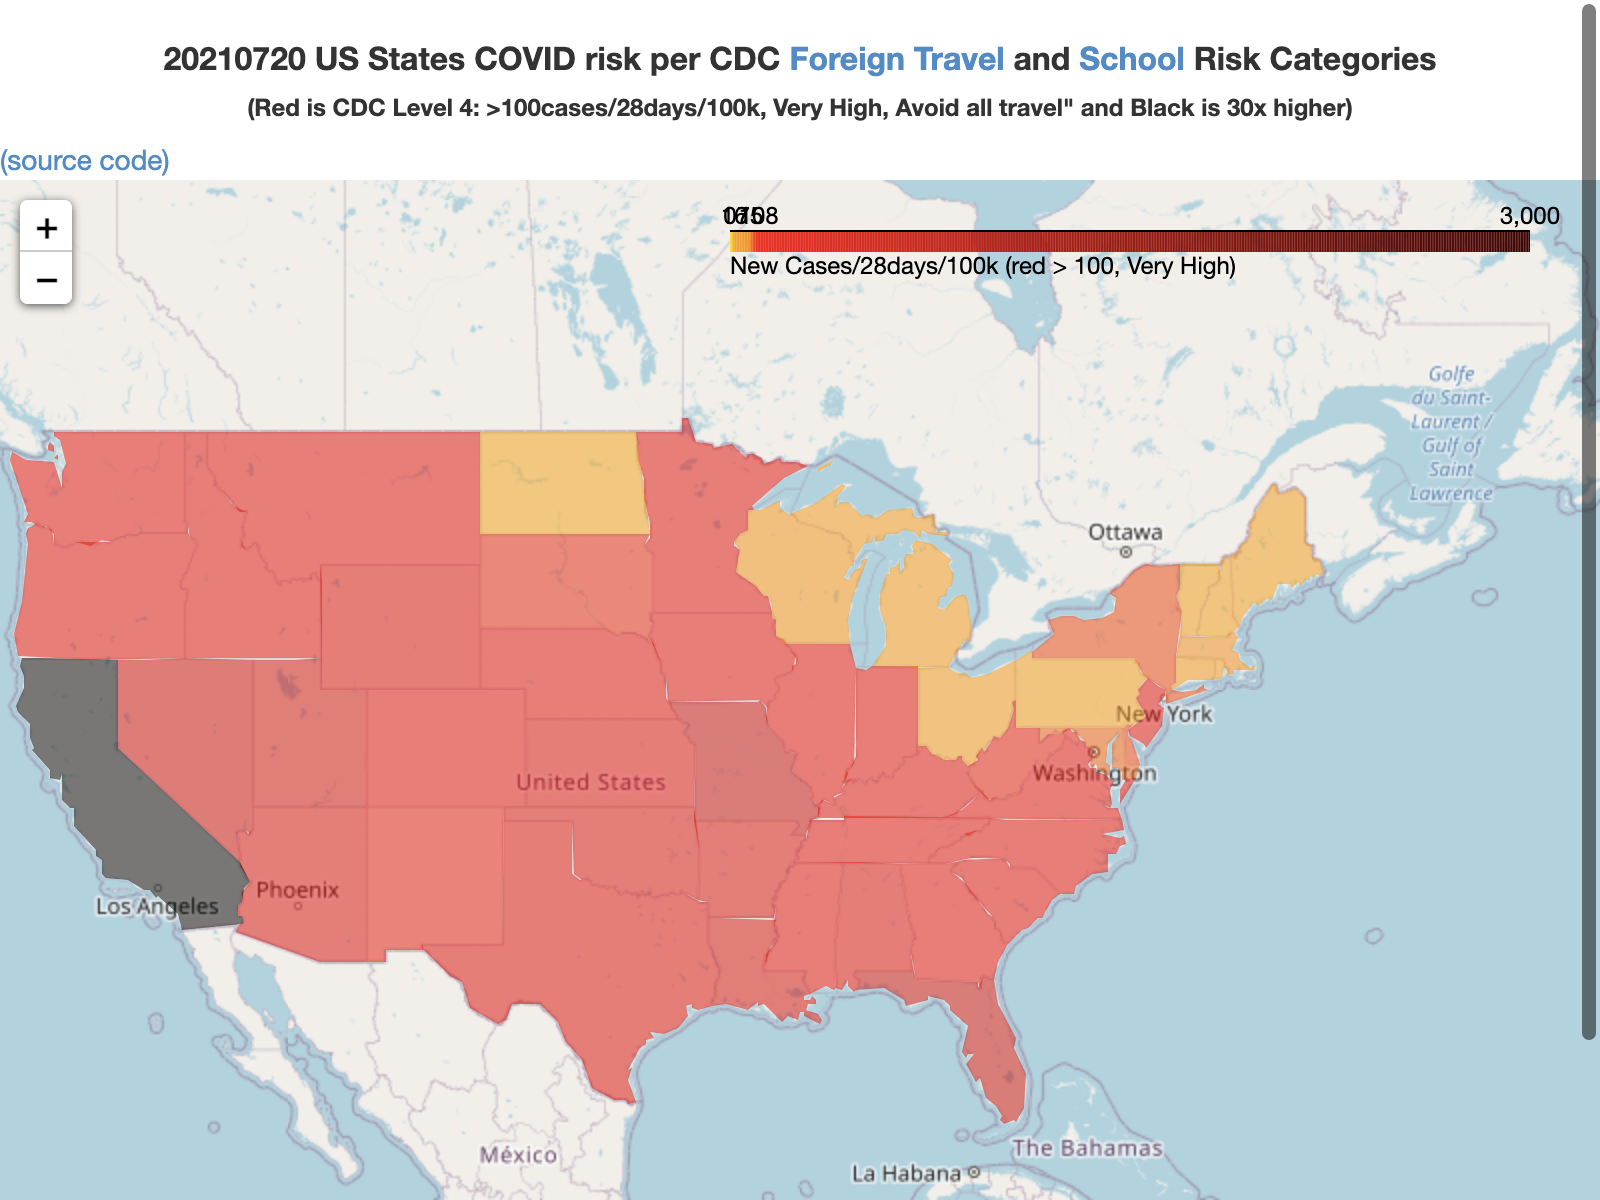 20210720 US States COVID risk per CDC Foreign Travel and School Risk Categories
(Red is CDC Level 4: >100cases/28days/100k, Very High, Avoid all travel" and Black is 30x higher)
(source code)
+
−
3,000
New Cases/28days/100k (red > 100, Very High)
Golfe
du Saint-
Laurent /
Gulf of
Saint
Lawrence
Ottawa
New York
Washington
United States
Phoenix
Los Angeles
México
The Bahamas
La Habana